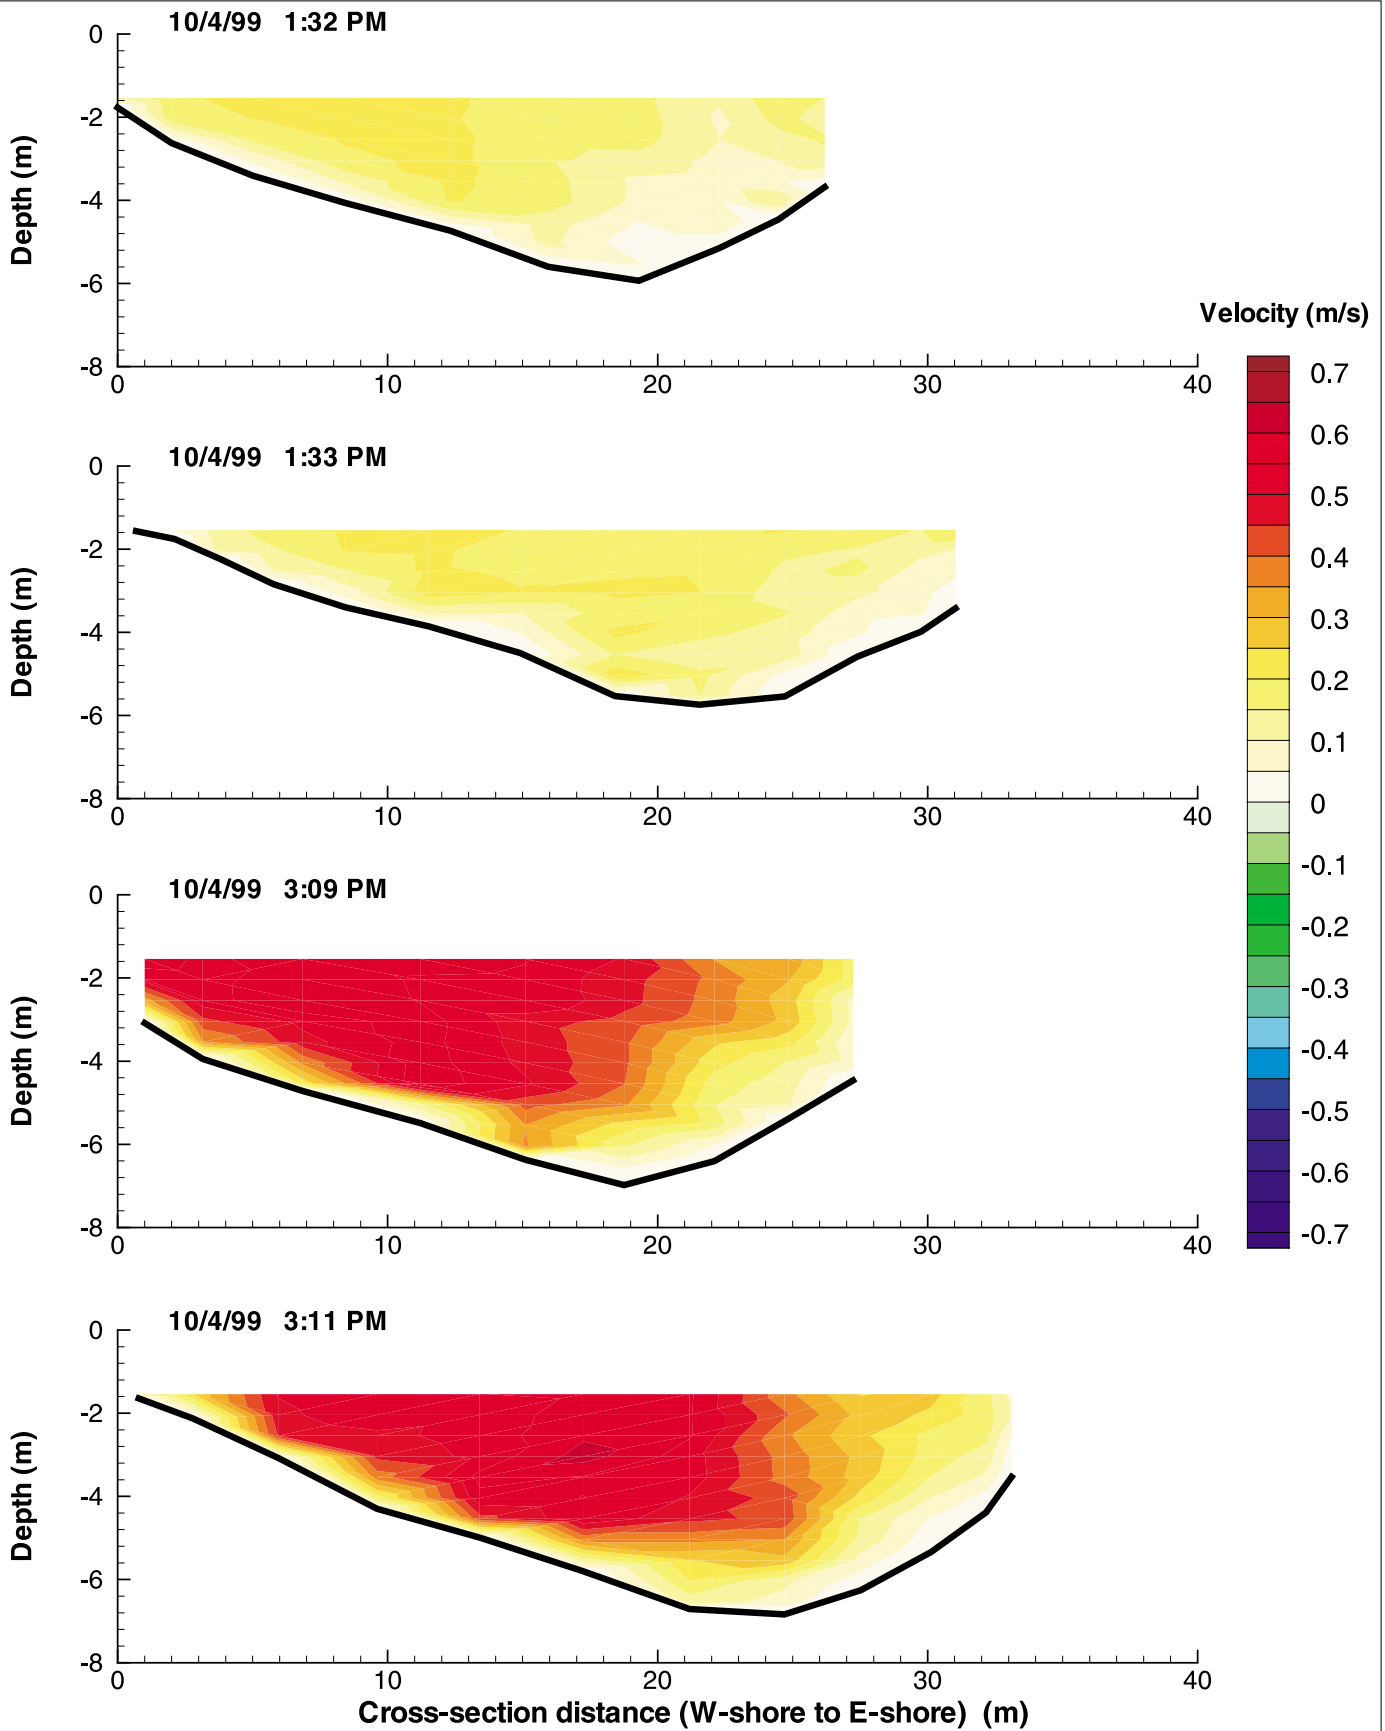 10/4/99 1:32 PM
0
-2
-4
-6
-8
Depth (m)
0 10 20 30 40
10/4/99 1:33 PM
0
-2
-4
-6
-8
Depth (m)
0 10 20 30 40
10/4/99 3:09 PM
0
-2
-4
-6
-8
Depth (m)
0 10 20 30 40
10/4/99 3:11 PM
0
-2
-4
-6
-8
Depth (m)
0 10 20 30 40
Cross-section distance (W-shore to E-shore) (m)
Velocity (m/s)
0.7
0.6
0.5
0.4
0.3
0.2
0.1
0
-0.1
-0.2
-0.3
-0.4
-0.5
-0.6
-0.7